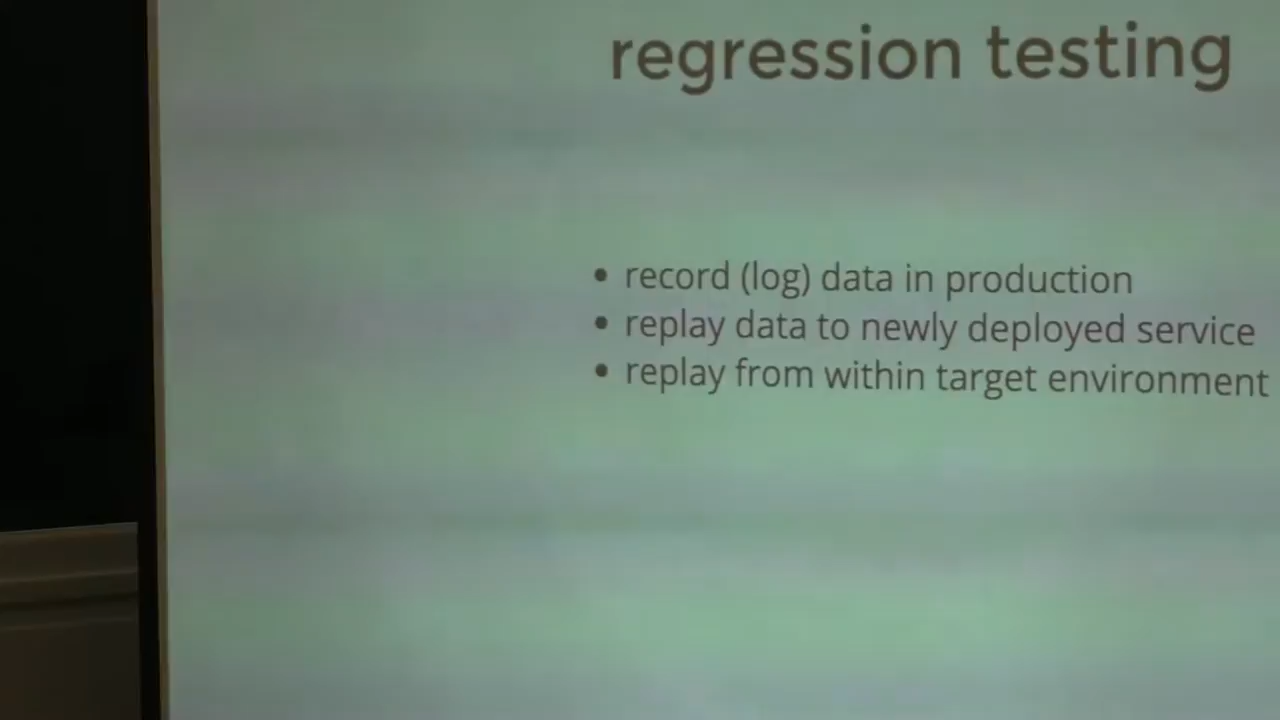 regression testing
• record (log) data in production
• replay data to newly deployed service
• replay from within target environment